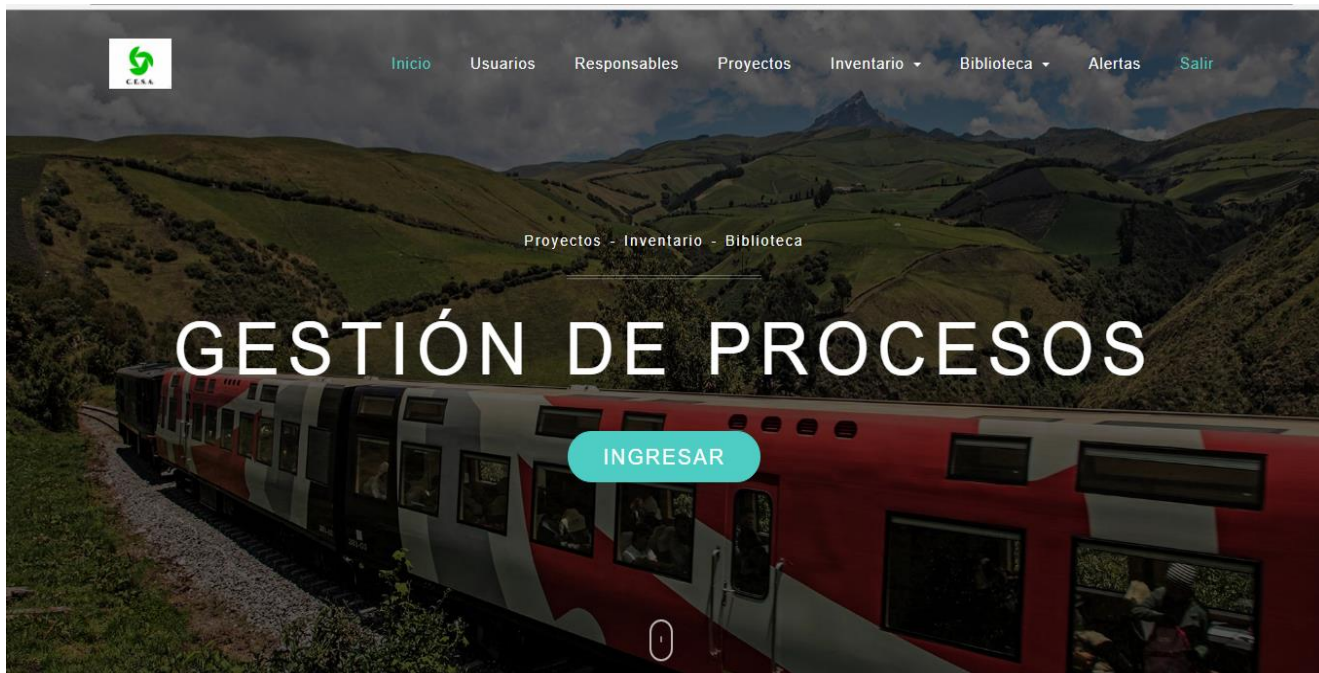 C.E.S.A.
Inicio Usuarios Responsables Proyectos Inventario Biblioteca Alertas Salir
Proyectos - Inventario - Biblioteca
GESTIÓN DE PROCESOS
INGRESAR